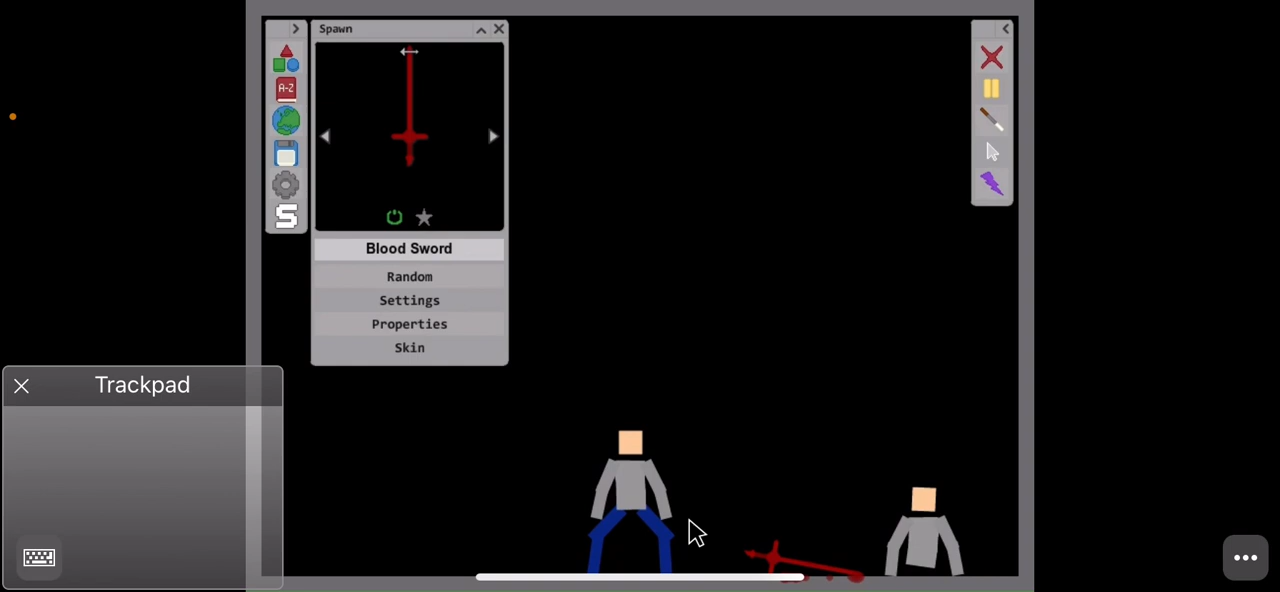 Spawn
A-Z
S
Blood Sword
Random
Settings
Properties
Skin
Trackpad